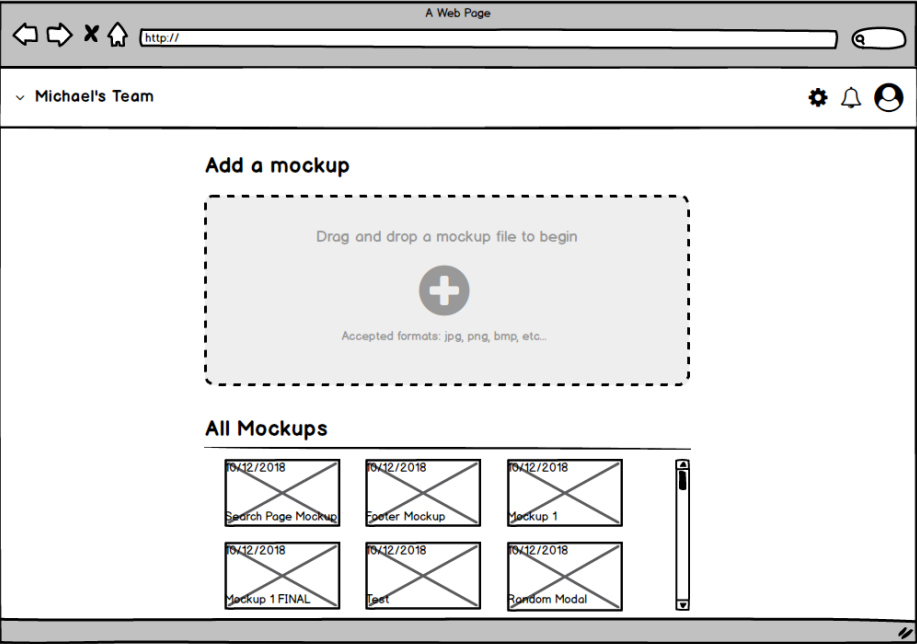 A Web Page
http://
Michael's Team
Add a mockup
Drag and drop a mockup file to begin
Accepted formats: jpg, png, bmp, etc...
All Mockups
10/12/2018 10/12/2018 10/12/2018
Search Page Mockup Footer Mockup Mockup 1
10/12/2018 10/12/2018 10/12/2018
Mockup 1 FINAL Test Random Modal